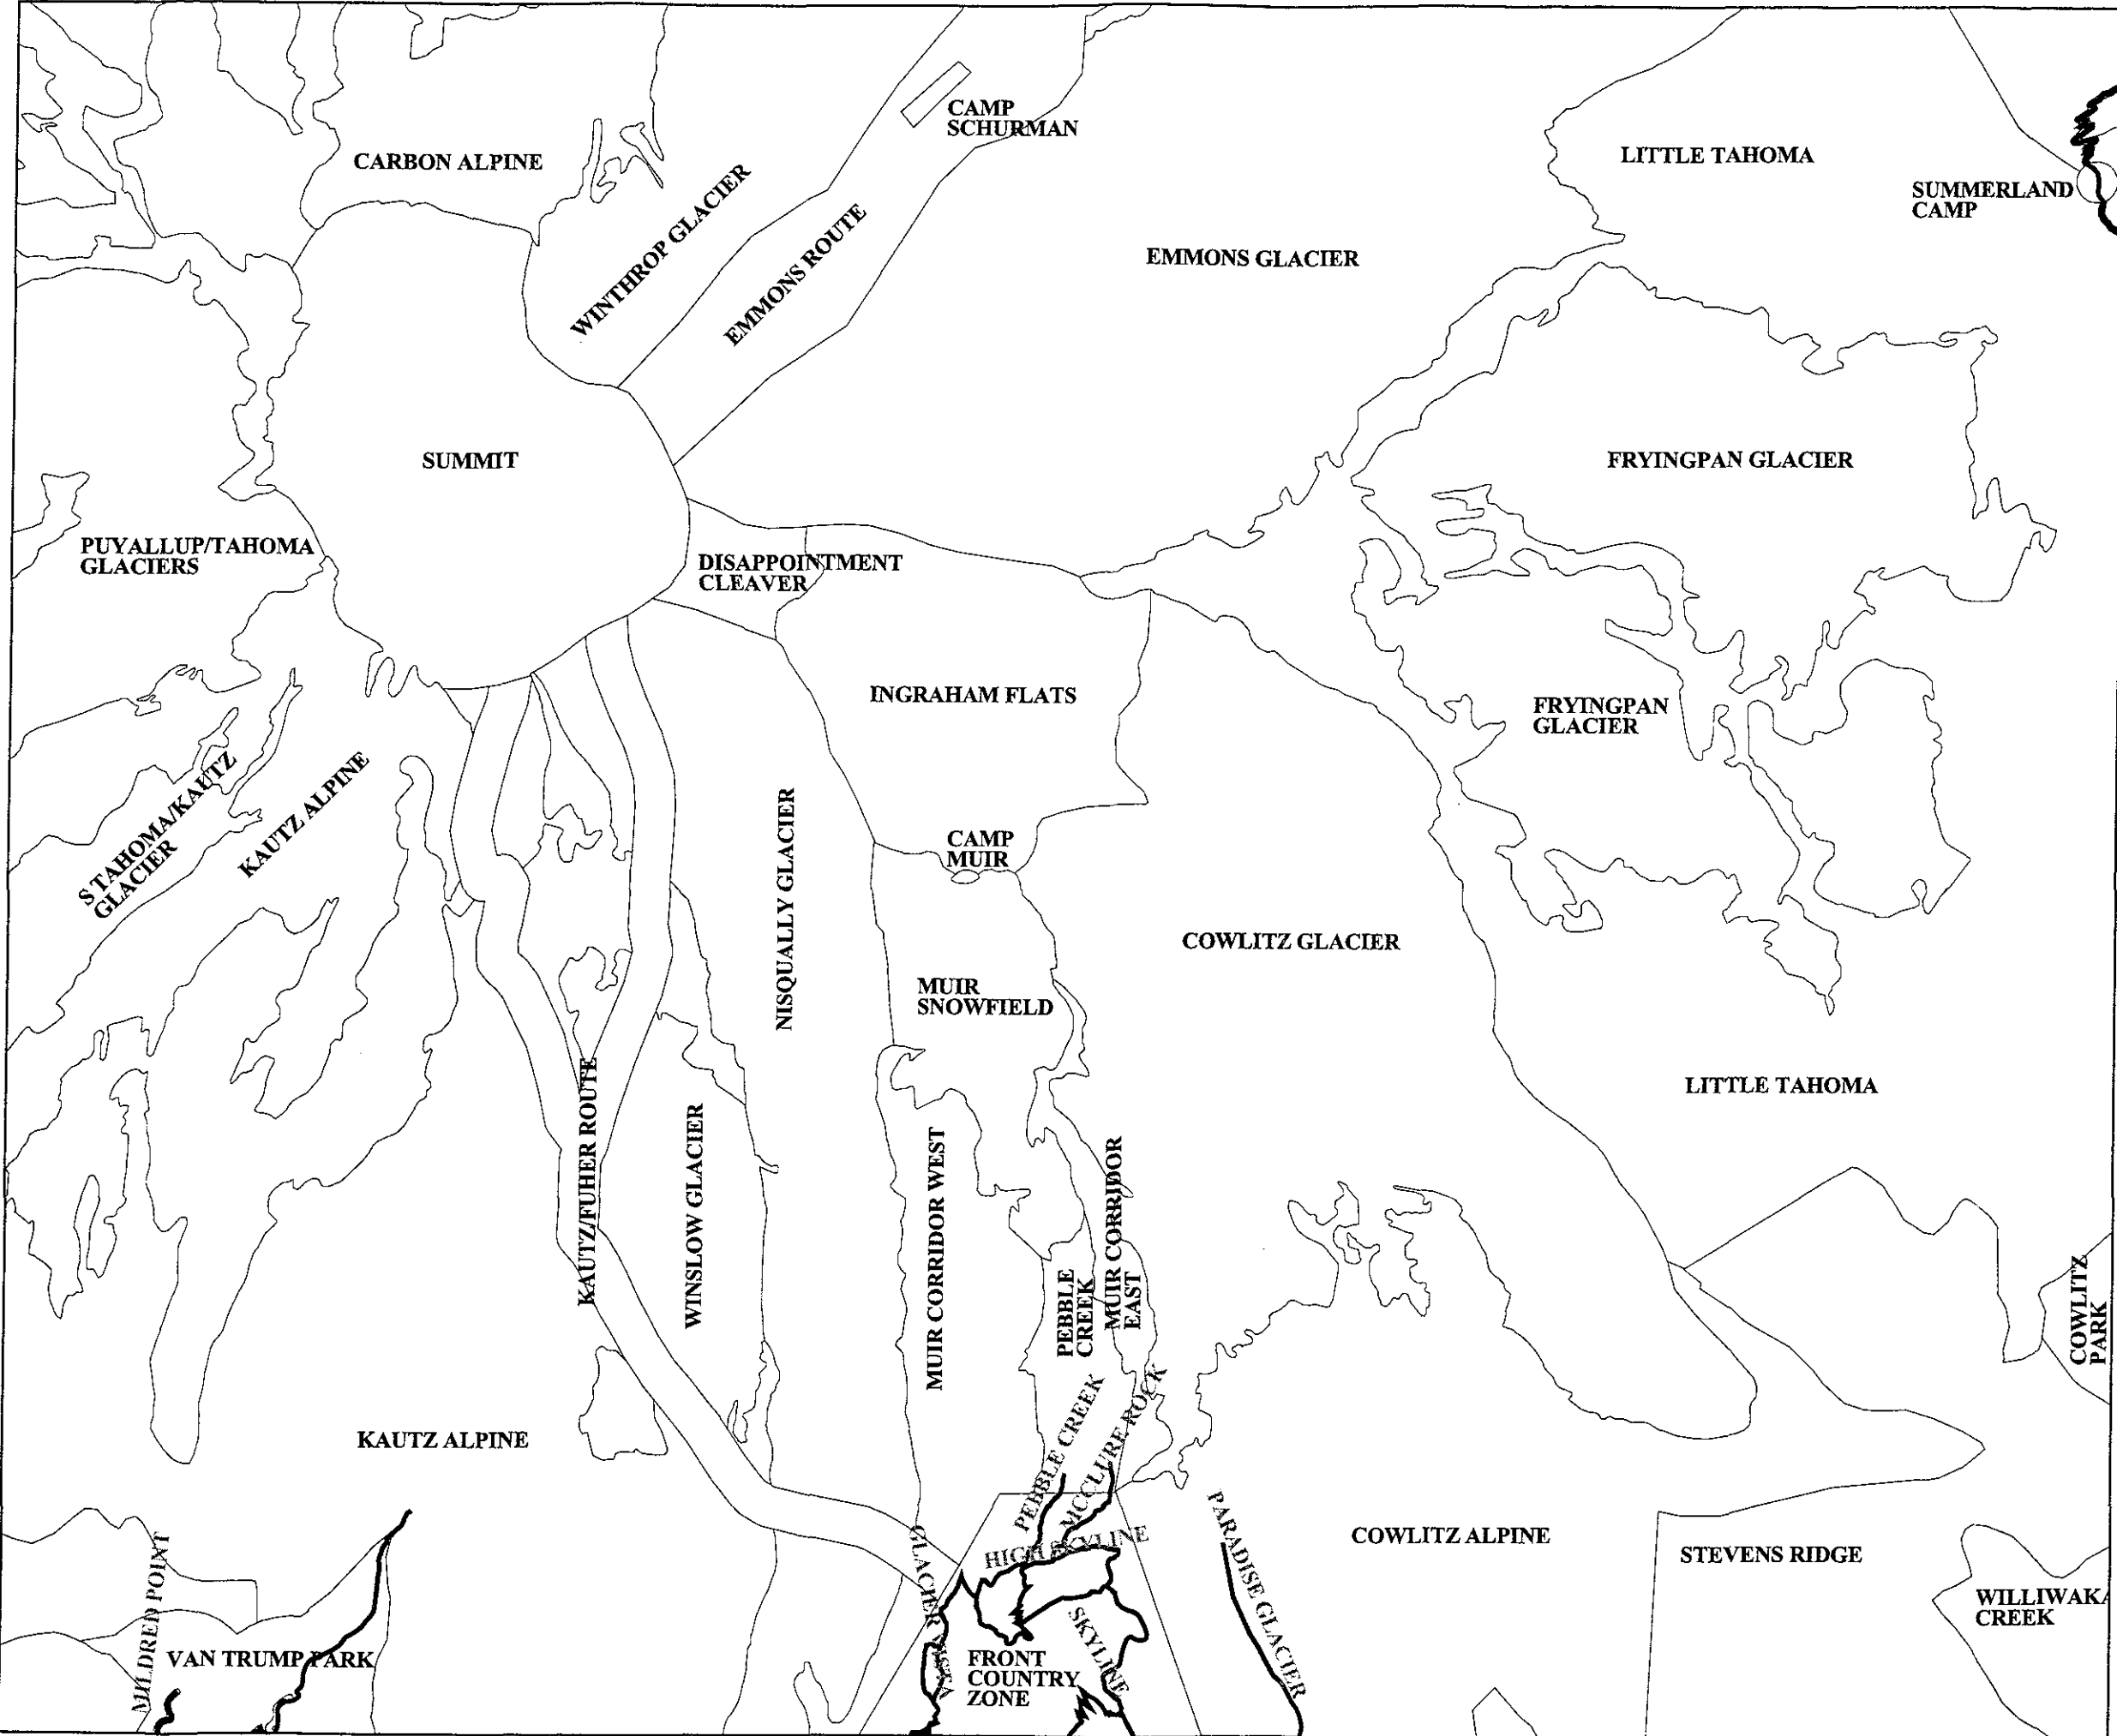 CAMP
SCHURMAN
CARBON ALPINE
LITTLE TAHOMA
SUMMERLAND
CAMP
WINTHROP GLACIER
EMMONS ROUTE
EMMONS GLACIER
SUMMIT
FRYINGPAN GLACIER
PUYALLUP/TAHOMA
GLACIERS
DISAPPOINTMENT
CLEAVER
INGRAHAM FLATS
FRYINGPAN
GLACIER
S TAHOMA/KAUTZ
GLACIER
KAUTZ ALPINE
NISQUALLY GLACIER
CAMP
MUIR
COWLITZ GLACIER
MUIR
SNOWFIELD
LITTLE TAHOMA
KAUTZ/FUHER ROUTE
WINSLOW GLACIER
MUIR CORRIDOR WEST
PEBBLE
CREEK
MUIR CORRIDOR
EAST
COWLITZ
PARK
KAUTZ ALPINE
PEBBLE CREEK
MCCLURE ROCK
HIGH SKYLINE
PARADISE GLACIER
COWLITZ ALPINE
STEVENS RIDGE
WILLIWAKA
CREEK
MILDRED POINT
VAN TRUMP PARK
GLACIER VISTA
SKYLINE
FRONT
COUNTRY
ZONE